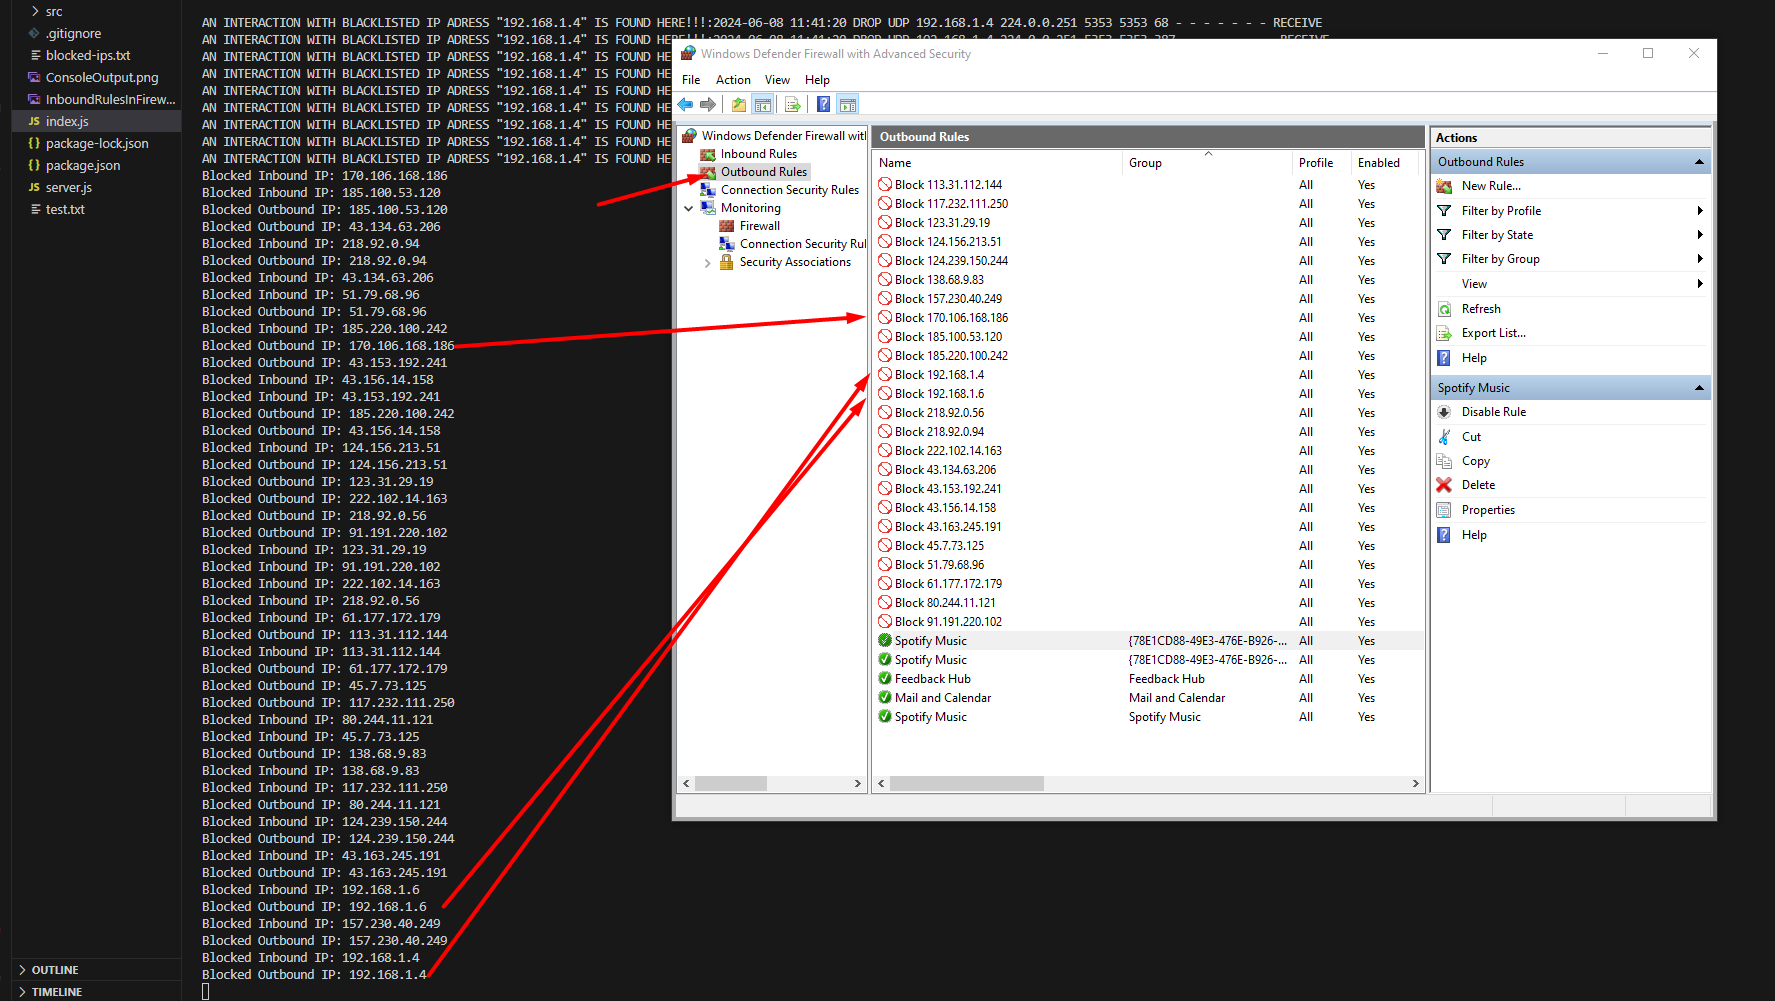 src
.gitignore
blocked-ips.txt
ConsoleOutput.png
InboundRulesInFirew...
JS index.js
{} package-lock.json
{} package.json
JS server.js
test.txt
OUTLINE
TIMELINE
AN INTERACTION WITH BLACKLISTED IP ADRESS "192.168.1.4" IS FOUND HERE!!!:2024-06-08 11:41:20 DROP UDP 192.168.1.4 224.0.0.251 5353 5353 68 - - - - - - - RECEIVE
AN INTERACTION WITH BLACKLISTED IP ADRESS "192.168.1.4" IS FOUND HE
AN INTERACTION WITH BLACKLISTED IP ADRESS "192.168.1.4" IS FOUND HE
AN INTERACTION WITH BLACKLISTED IP ADRESS "192.168.1.4" IS FOUND HE
AN INTERACTION WITH BLACKLISTED IP ADRESS "192.168.1.4" IS FOUND HE
AN INTERACTION WITH BLACKLISTED IP ADRESS "192.168.1.4" IS FOUND HE
AN INTERACTION WITH BLACKLISTED IP ADRESS "192.168.1.4" IS FOUND HE
AN INTERACTION WITH BLACKLISTED IP ADRESS "192.168.1.4" IS FOUND HE
AN INTERACTION WITH BLACKLISTED IP ADRESS "192.168.1.4" IS FOUND HE
Blocked Inbound IP: 170.106.168.186
Blocked Inbound IP: 185.100.53.120
Blocked Outbound IP: 185.100.53.120
Blocked Outbound IP: 43.134.63.206
Blocked Inbound IP: 218.92.0.94
Blocked Outbound IP: 218.92.0.94
Blocked Inbound IP: 43.134.63.206
Blocked Inbound IP: 51.79.68.96
Blocked Outbound IP: 51.79.68.96
Blocked Inbound IP: 185.220.100.242
Blocked Outbound IP: 170.106.168.186
Blocked Outbound IP: 43.153.192.241
Blocked Inbound IP: 43.156.14.158
Blocked Inbound IP: 43.153.192.241
Blocked Outbound IP: 185.220.100.242
Blocked Outbound IP: 43.156.14.158
Blocked Inbound IP: 124.156.213.51
Blocked Outbound IP: 124.156.213.51
Blocked Outbound IP: 123.31.29.19
Blocked Outbound IP: 222.102.14.163
Blocked Outbound IP: 218.92.0.56
Blocked Outbound IP: 91.191.220.102
Blocked Inbound IP: 123.31.29.19
Blocked Inbound IP: 91.191.220.102
Blocked Inbound IP: 222.102.14.163
Blocked Inbound IP: 218.92.0.56
Blocked Inbound IP: 61.177.172.179
Blocked Inbound IP: 113.31.112.144
Blocked Outbound IP: 113.31.112.144
Blocked Outbound IP: 61.177.172.179
Blocked Inbound IP: 45.7.73.125
Blocked Outbound IP: 117.232.111.250
Blocked Inbound IP: 80.244.11.121
Blocked Outbound IP: 45.7.73.125
Blocked Outbound IP: 138.68.9.83
Blocked Inbound IP: 138.68.9.83
Blocked Inbound IP: 117.232.111.250
Blocked Outbound IP: 80.244.11.121
Blocked Inbound IP: 124.239.150.244
Blocked Outbound IP: 124.239.150.244
Blocked Inbound IP: 43.163.245.191
Blocked Outbound IP: 43.163.245.191
Blocked Inbound IP: 192.168.1.6
Blocked Outbound IP: 192.168.1.6
Blocked Inbound IP: 157.230.40.249
Blocked Outbound IP: 157.230.40.249
Blocked Inbound IP: 192.168.1.4
Blocked Outbound IP: 192.168.1.4
Windows Defender Firewall with Advanced Security
File Action View Help
Windows Defender Firewall with
Inbound Rules
Outbound Rules
Connection Security Rules
Monitoring
Firewall
Connection Security Rul
Security Associations
Outbound Rules
Name Group Profile Enabled
Block 113.31.112.144 All Yes
Block 117.232.111.250 All Yes
Block 123.31.29.19 All Yes
Block 124.156.213.51 All Yes
Block 124.239.150.244 All Yes
Block 138.68.9.83 All Yes
Block 157.230.40.249 All Yes
Block 170.106.168.186 All Yes
Block 185.100.53.120 All Yes
Block 185.220.100.242 All Yes
Block 192.168.1.4 All Yes
Block 192.168.1.6 All Yes
Block 218.92.0.56 All Yes
Block 218.92.0.94 All Yes
Block 222.102.14.163 All Yes
Block 43.134.63.206 All Yes
Block 43.153.192.241 All Yes
Block 43.156.14.158 All Yes
Block 43.163.245.191 All Yes
Block 45.7.73.125 All Yes
Block 51.79.68.96 All Yes
Block 61.177.172.179 All Yes
Block 80.244.11.121 All Yes
Block 91.191.220.102 All Yes
Spotify Music {78E1CD88-49E3-476E-B926-... All Yes
Spotify Music {78E1CD88-49E3-476E-B926-... All Yes
Feedback Hub Feedback Hub All Yes
Mail and Calendar Mail and Calendar All Yes
Spotify Music Spotify Music All Yes
Actions
Outbound Rules
New Rule...
Filter by Profile
Filter by State
Filter by Group
View
Refresh
Export List...
Help
Spotify Music
Disable Rule
Cut
Copy
Delete
Properties
Help